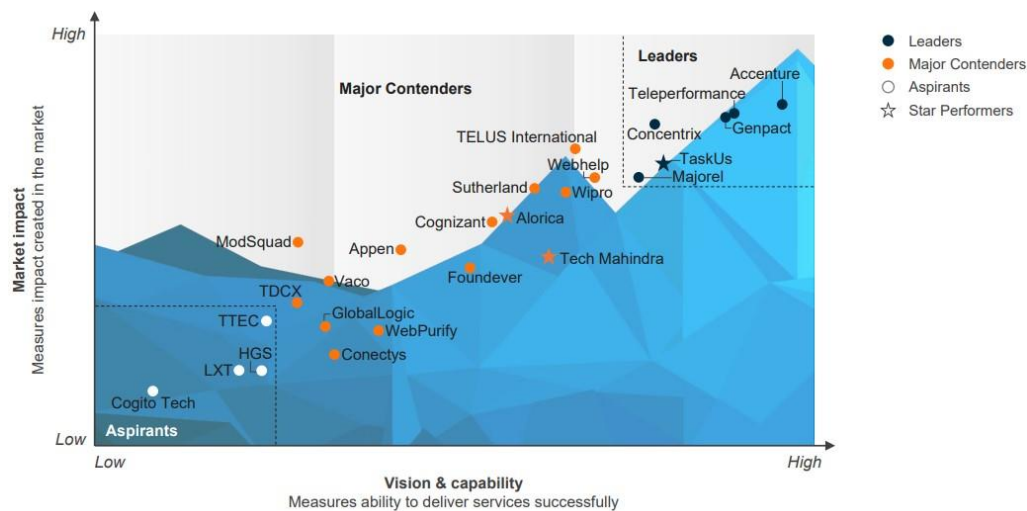 High
Leaders
Major Contenders
Aspirants
Star Performers
Leaders
Accenture
Major Contenders
Teleperformance
Genpact
Concentrix
TELUS International
TaskUs
Webhelp
Majorel
Sutherland
Wipro
Cognizant
Alorica
ModSquad
Appen
Tech Mahindra
Foundever
Vaco
TDCX
GlobalLogic
TTEC
WebPurify
HGS
Conectys
LXT
Cogito Tech
Aspirants
Market impact
Measures impact created in the market
Low
Low
High
Vision & capability
Measures ability to deliver services successfully